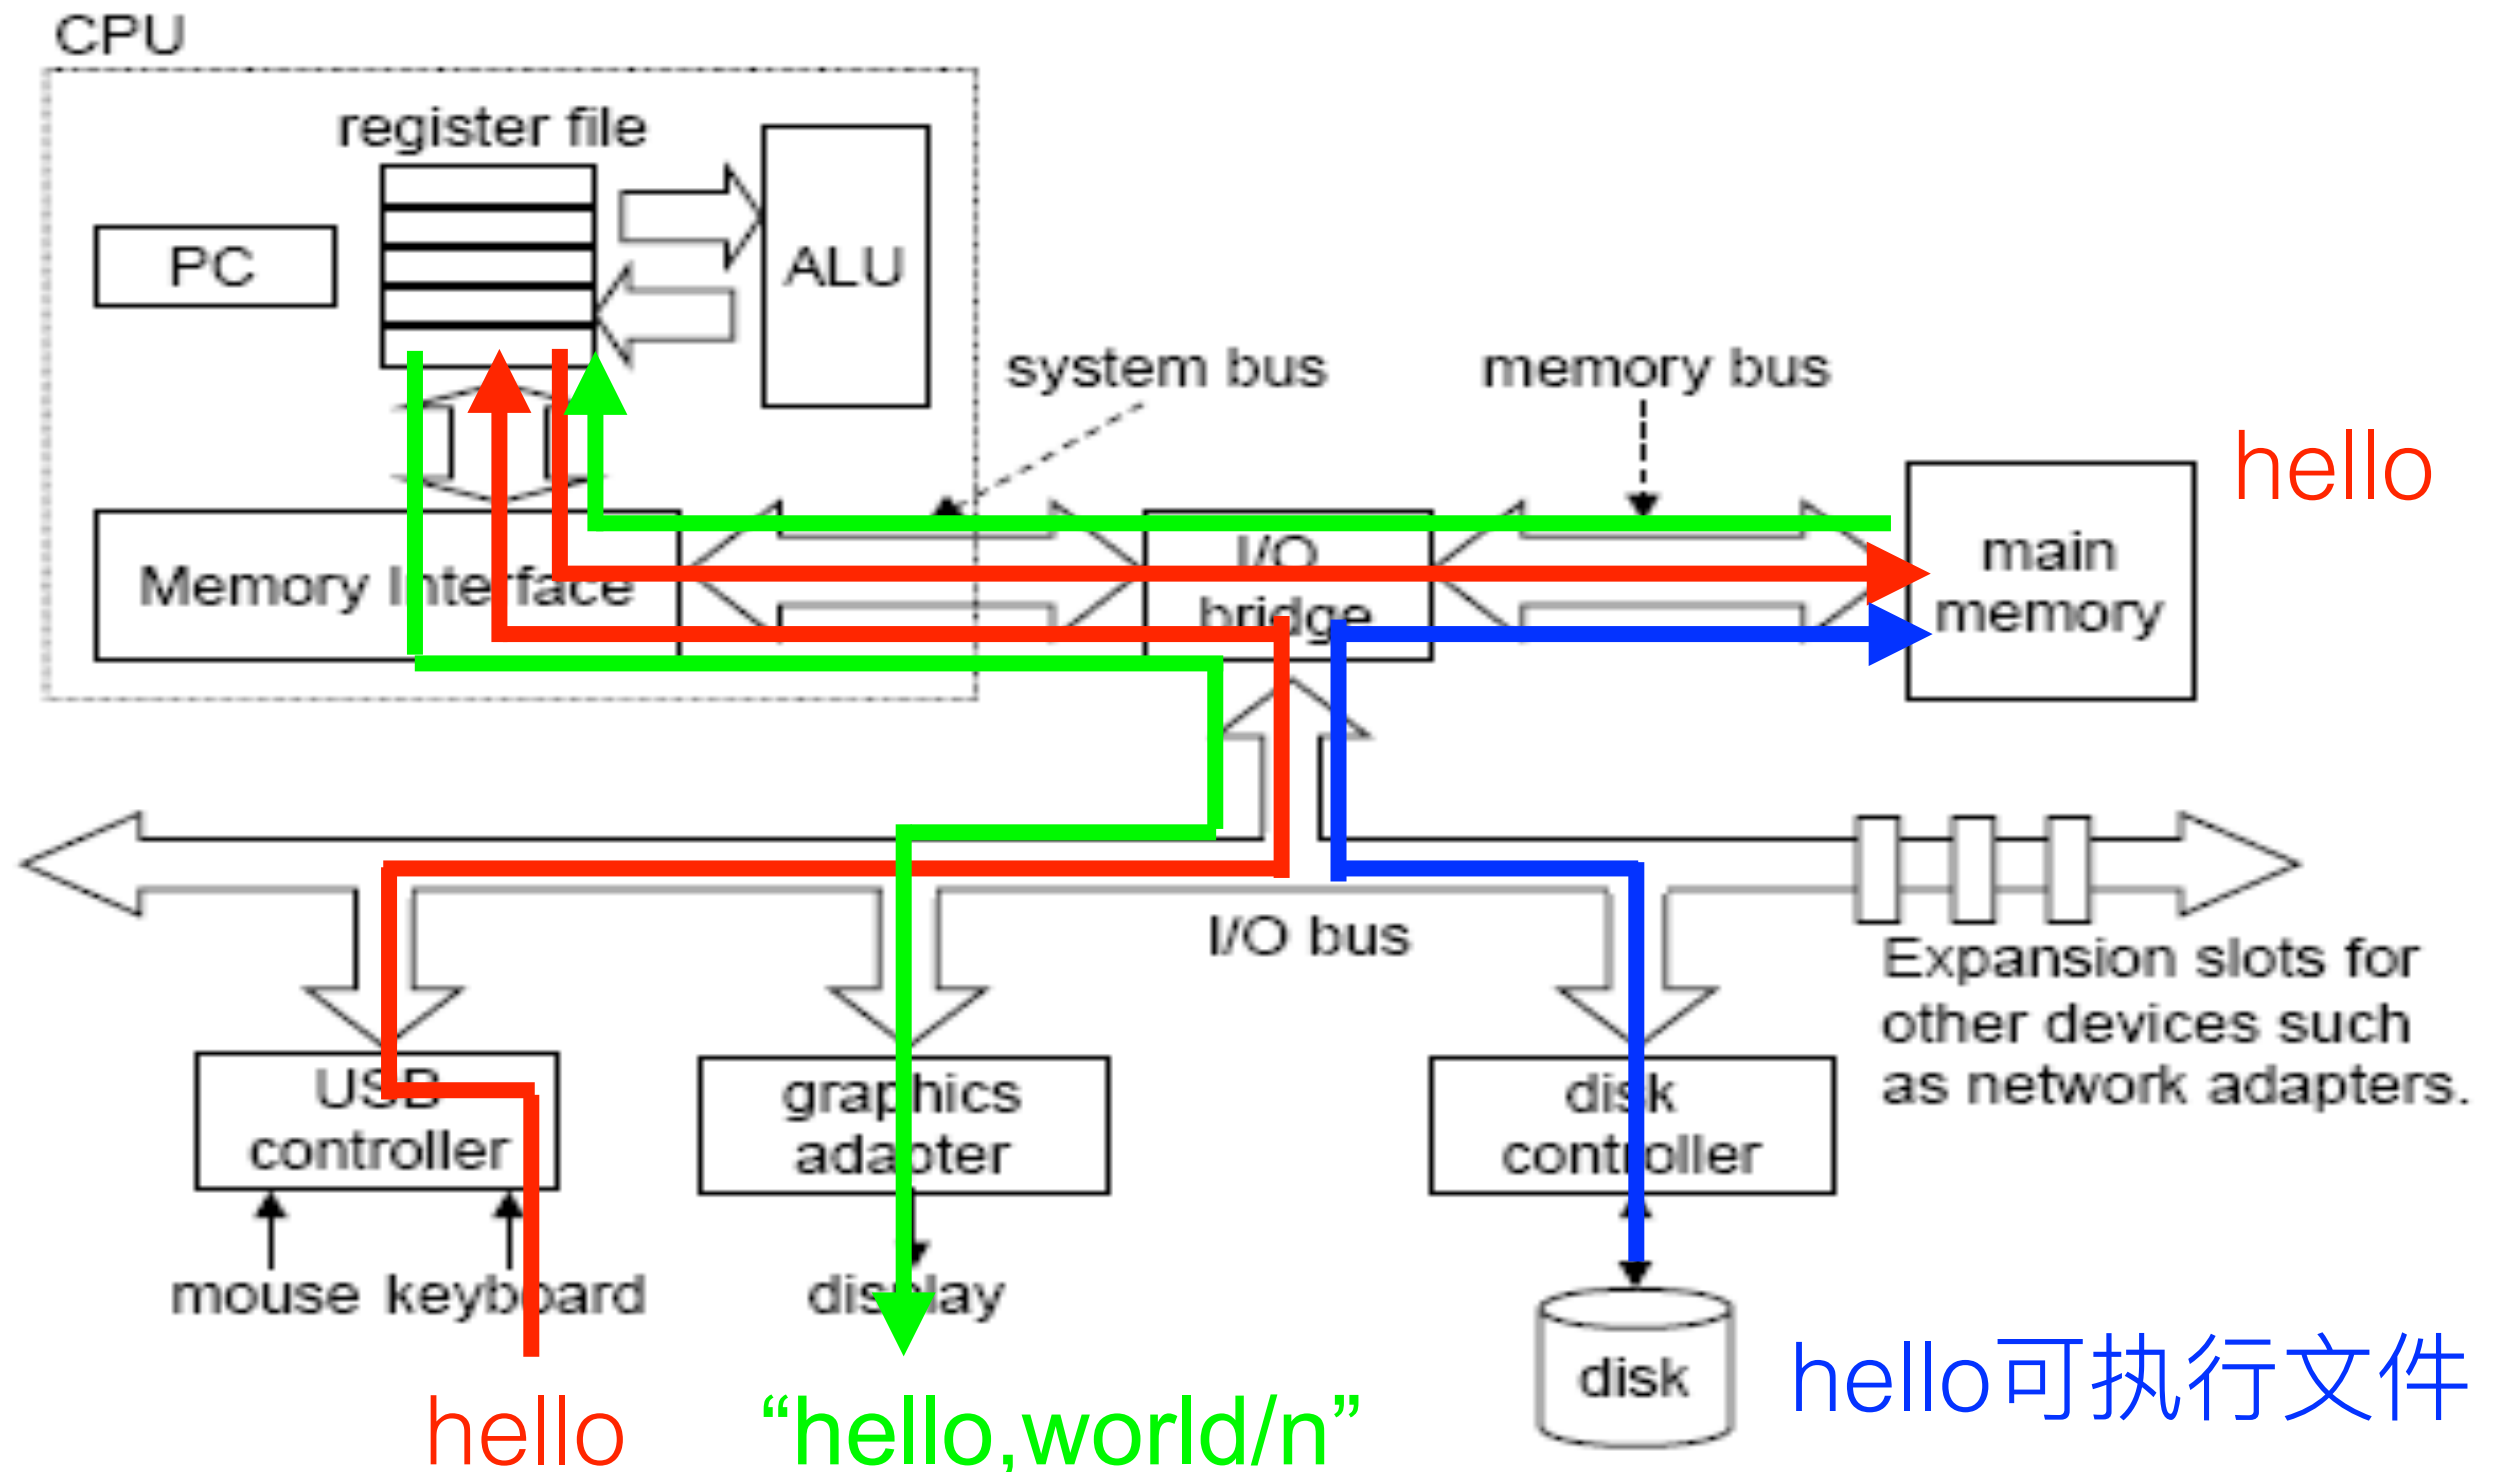 CPU
register file
PC
ALU
system bus
memory bus
hello
Memory Interface
I/O
bridge
main
memory
I/O bus
Expansion slots for
other devices such
as network adapters.
USB
controller
graphics
adapter
disk
controller
mouse
keyboard
display
disk
hello
“hello,world/n”
hello可执行文件